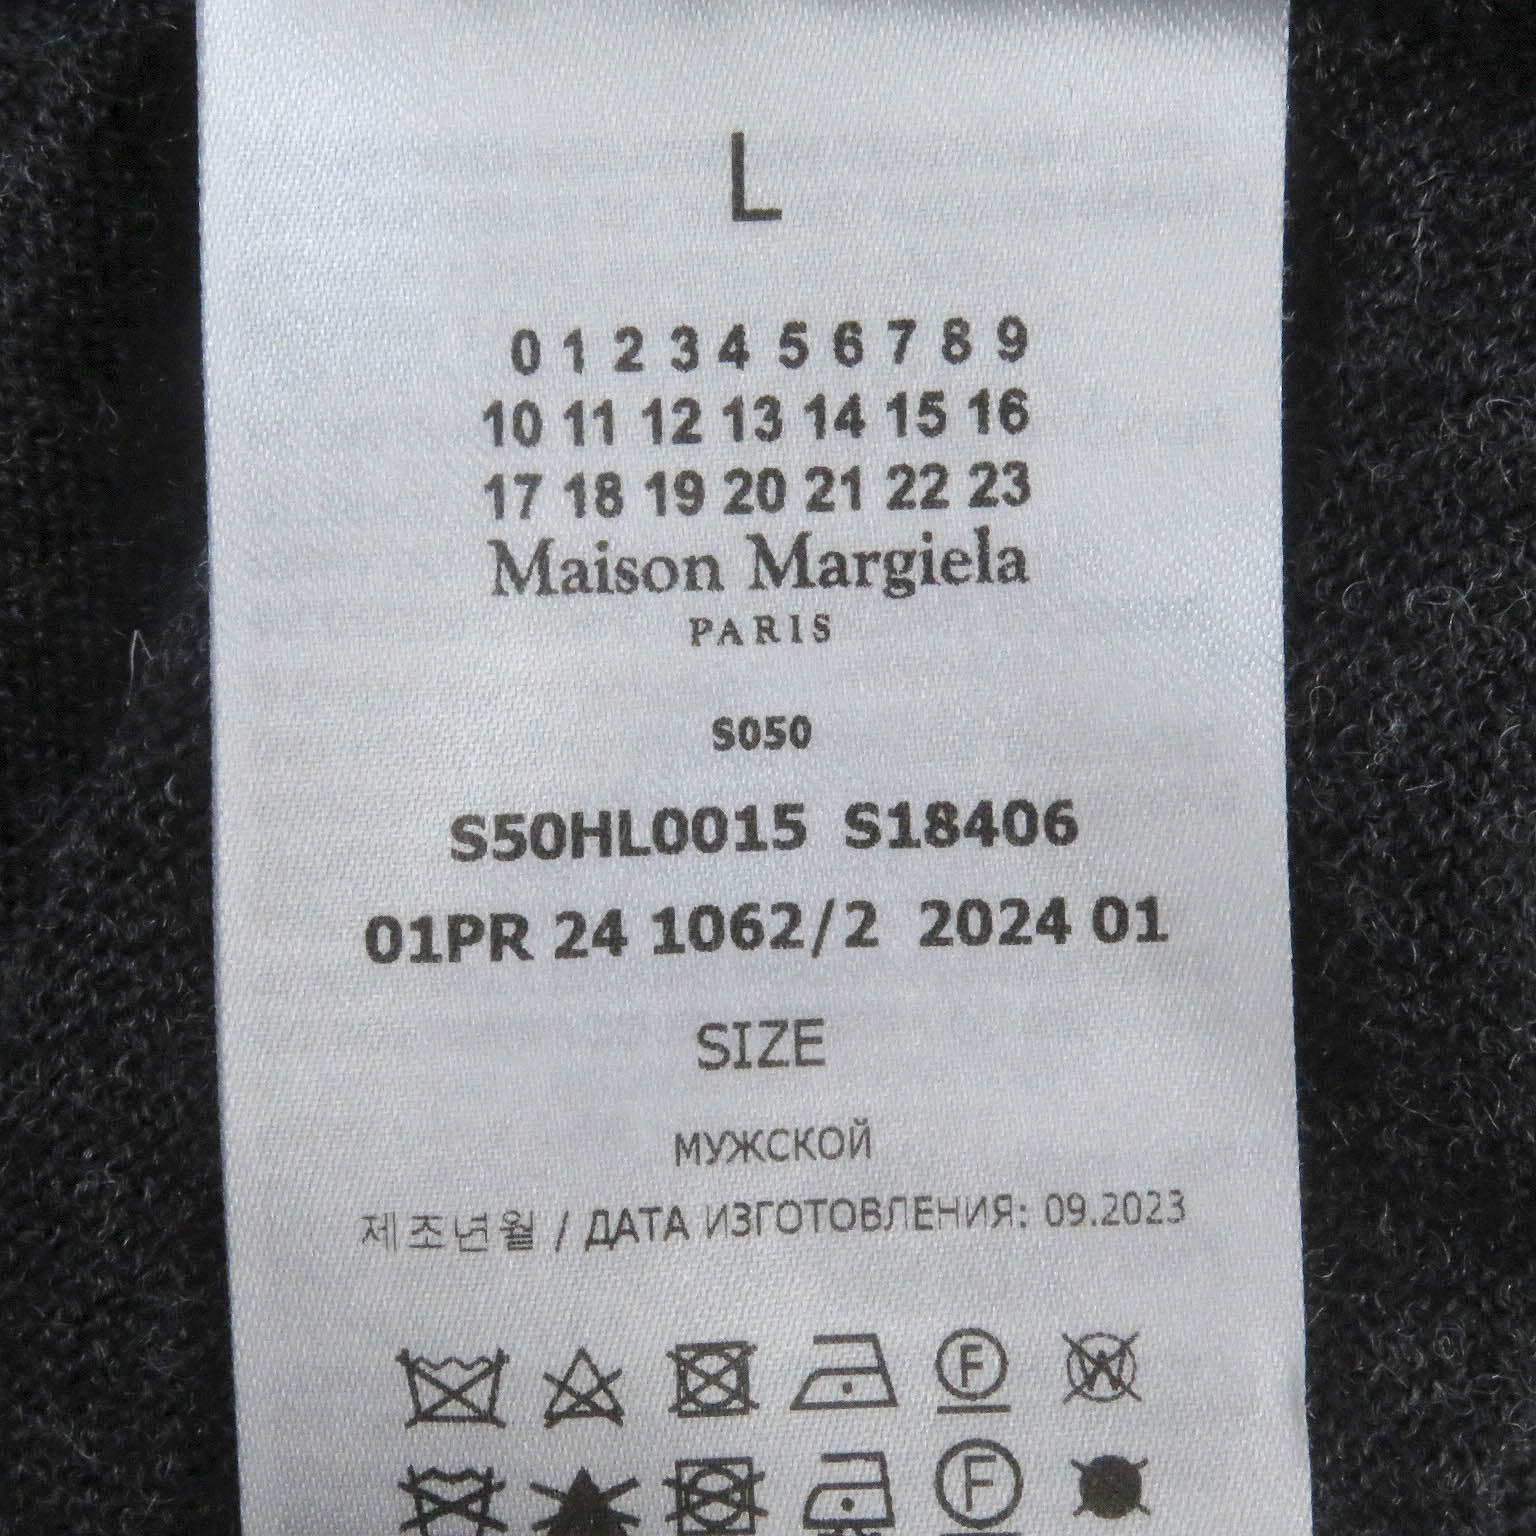 L
0 1 2 3 4 5 6 7 8 9
10 11 12 13 14 15 16
17 18 19 20 21 22 23
Maison Margiela
PARIS
S050
S50HL0015 S18406
01PR 24 1062/2 2024 01
SIZE
МУЖСКОЙ
제조년월 / ДАТА ИЗГОТОВЛЕНИЯ: 09.2023
F W
F